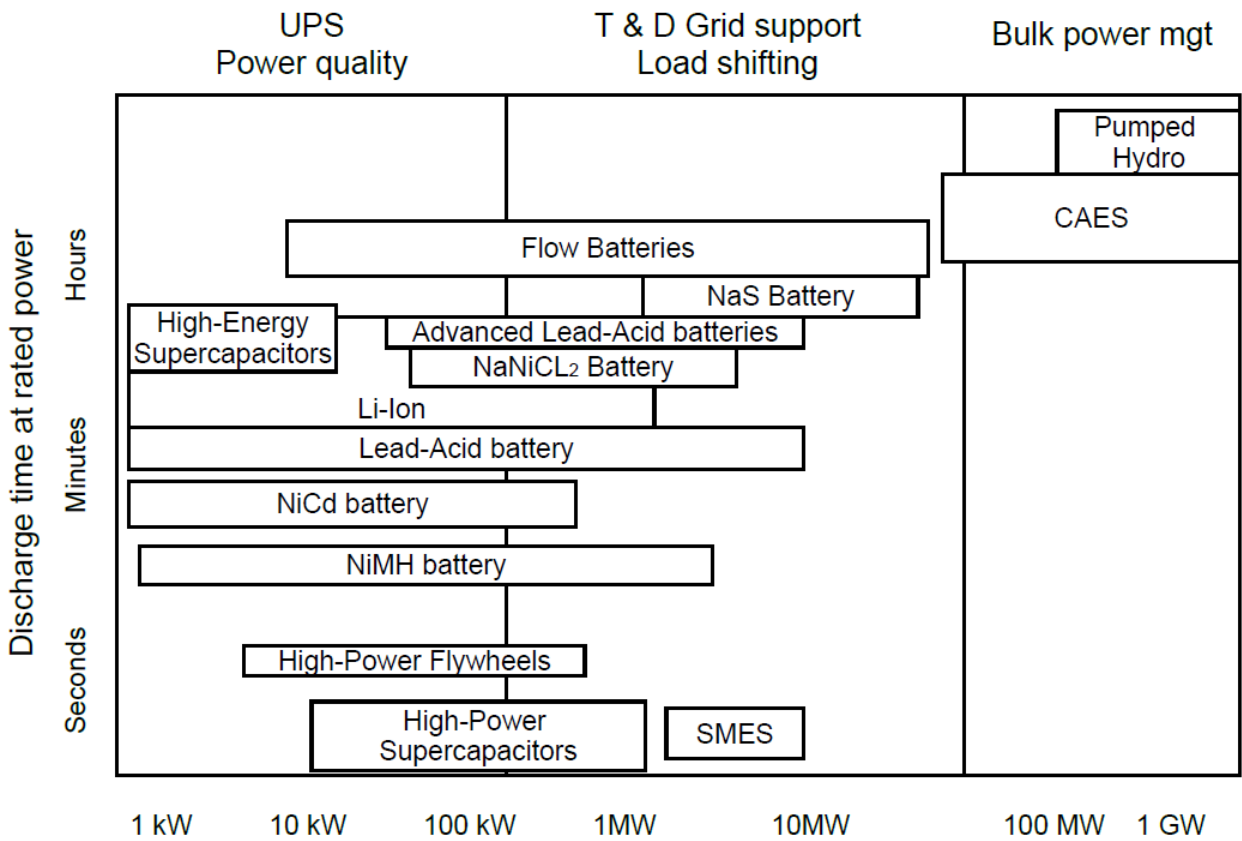 UPS
Power quality
T & D Grid support
Load shifting
Bulk power mgt
Discharge time at rated power
Hours
Minutes
Seconds
Pumped
Hydro
CAES
Flow Batteries
NaS Battery
High-Energy
Supercapacitors
Advanced Lead-Acid batteries
NaNiCL₂ Battery
Li-Ion
Lead-Acid battery
NiCd battery
NiMH battery
High-Power Flywheels
High-Power
Supercapacitors
SMES
1 kW 10 kW 100 kW 1MW 10MW 100 MW 1 GW